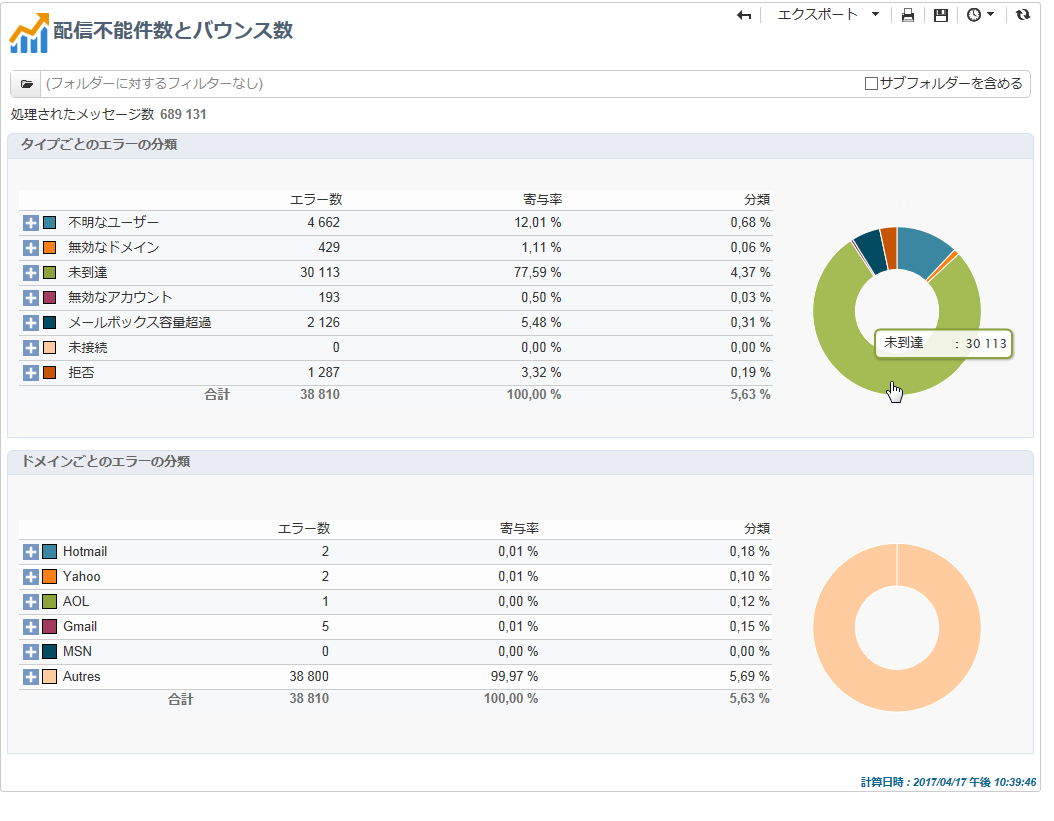 配信不能件数とバウンス数
エクスポート
(フォルダーに対するフィルターなし)
サブフォルダーを含める
処理されたメッセージ数 689 131
タイプごとのエラーの分類
エラー数 寄与率 分類
不明なユーザー 4 662 12,01 % 0,68 %
無効なドメイン 429 1,11 % 0,06 %
未到達 30 113 77,59 % 4,37 %
無効なアカウント 193 0,50 % 0,03 %
メールボックス容量超過 2 126 5,48 % 0,31 %
未接続 0 0,00 % 0,00 %
拒否 1 287 3,32 % 0,19 %
合計 38 810 100,00 % 5,63 %
未到達 : 30 113
ドメインごとのエラーの分類
エラー数 寄与率 分類
Hotmail 2 0,01 % 0,18 %
Yahoo 2 0,01 % 0,10 %
AOL 1 0,00 % 0,12 %
Gmail 5 0,01 % 0,15 %
MSN 0 0,00 % 0,00 %
Autres 38 800 99,97 % 5,69 %
合計 38 810 100,00 % 5,63 %
計算日時 : 2017/04/17 午後 10:39:46